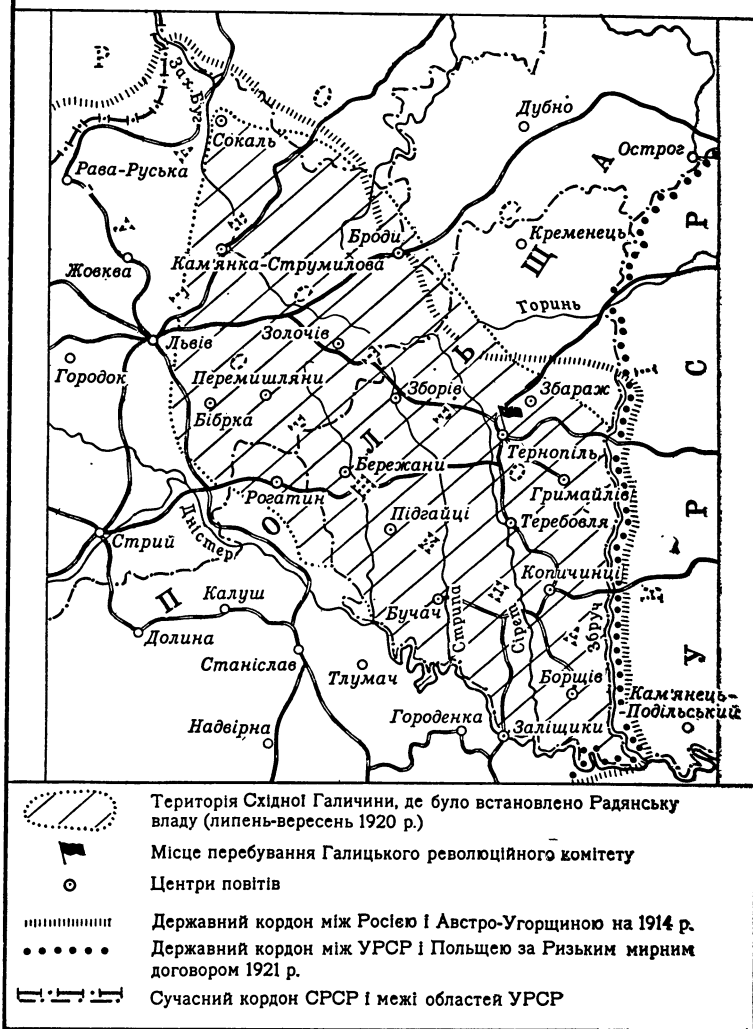 Р
Зах. Буг
Сокаль
Рава-Руська
Дубно
Острог
А
Р
Кременець
Броди
Щ
Кам'янка-Струмилова
Жовква
Торинь
Золочів
Львів
Ь
С
Городок
Перемишляни
Зборів
Збараж
Бібрка
Л
Тернопіль
Бережани
Рогатин
Гримайлів
Р
О
Підгайці
Теребовля
Дністер
Стрий
Копичинці
П
Калуш
Бучач
Стрипа
Сірет
Збруч
Долина
У
Станіслав
Тлумач
Борщів
Кам'янець-
-Подільський
Надвірна
Городенка
Заліщики
Територія Східної Галичини, де було встановлено Радянську
владу (липень-вересень 1920 р.)
Місце перебування Галицького революційного комітету
Центри повітів
Державний кордон між Росією і Австро-Угорщиною на 1914 р.
Державний кордон між УРСР і Польщею за Ризьким мирним
договором 1921 р.
Сучасний кордон СРСР і межі областей УРСР